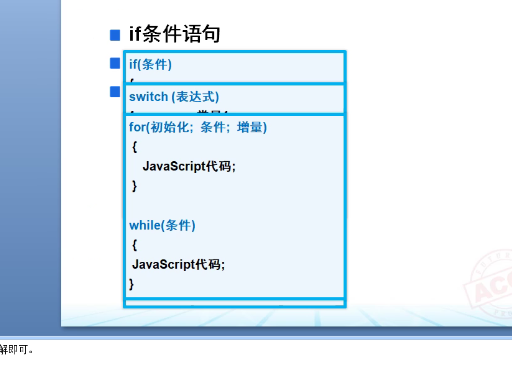 if条件语句
if(条件)
{
switch (表达式)
for(初始化; 条件; 增量)
{
JavaScript代码;
}
while(条件)
{
JavaScript代码;
}
ACC
解即可。